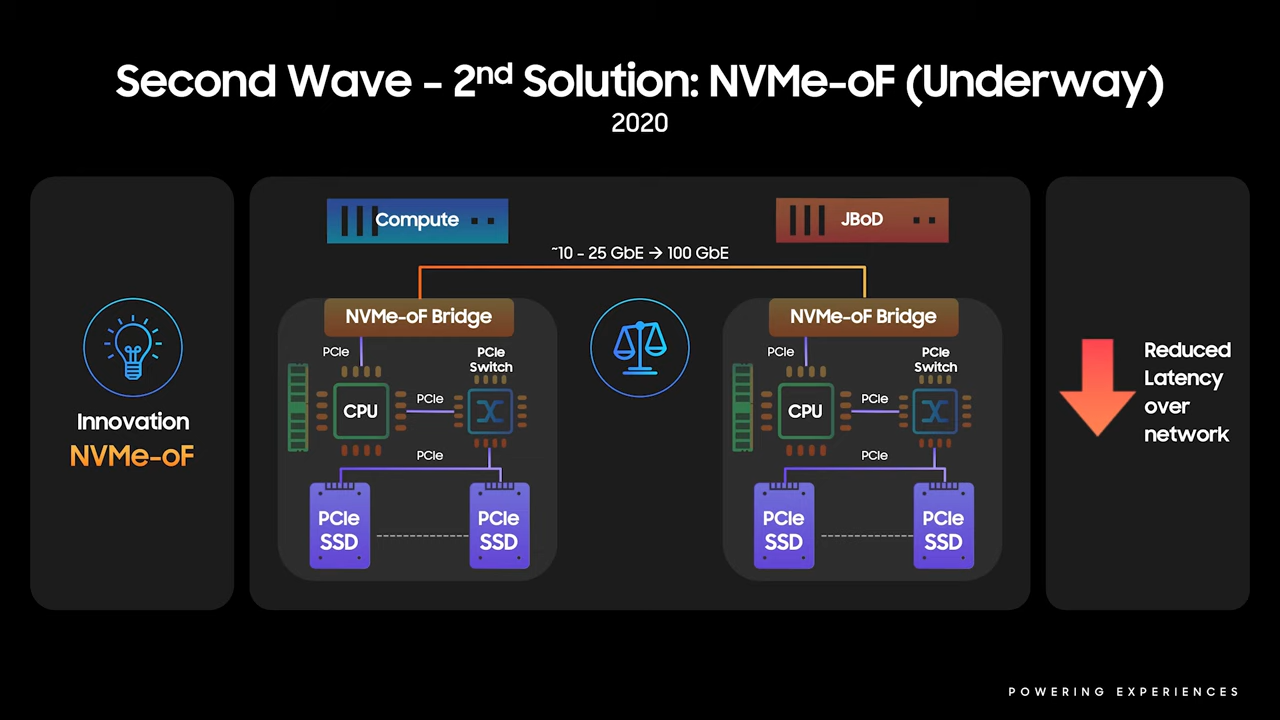 Second Wave – 2nd Solution: NVMe-oF (Underway)
2020
Innovation
NVMe-oF
Compute
JBoD
~10 – 25 GbE → 100 GbE
NVMe-oF Bridge
PCIe
PCIe
Switch
CPU
PCIe
PCIe
PCIe
SSD
PCIe
SSD
NVMe-oF Bridge
PCIe
PCIe
Switch
CPU
PCIe
PCIe
PCIe
SSD
PCIe
SSD
Reduced
Latency
over
network
POWERING EXPERIENCES